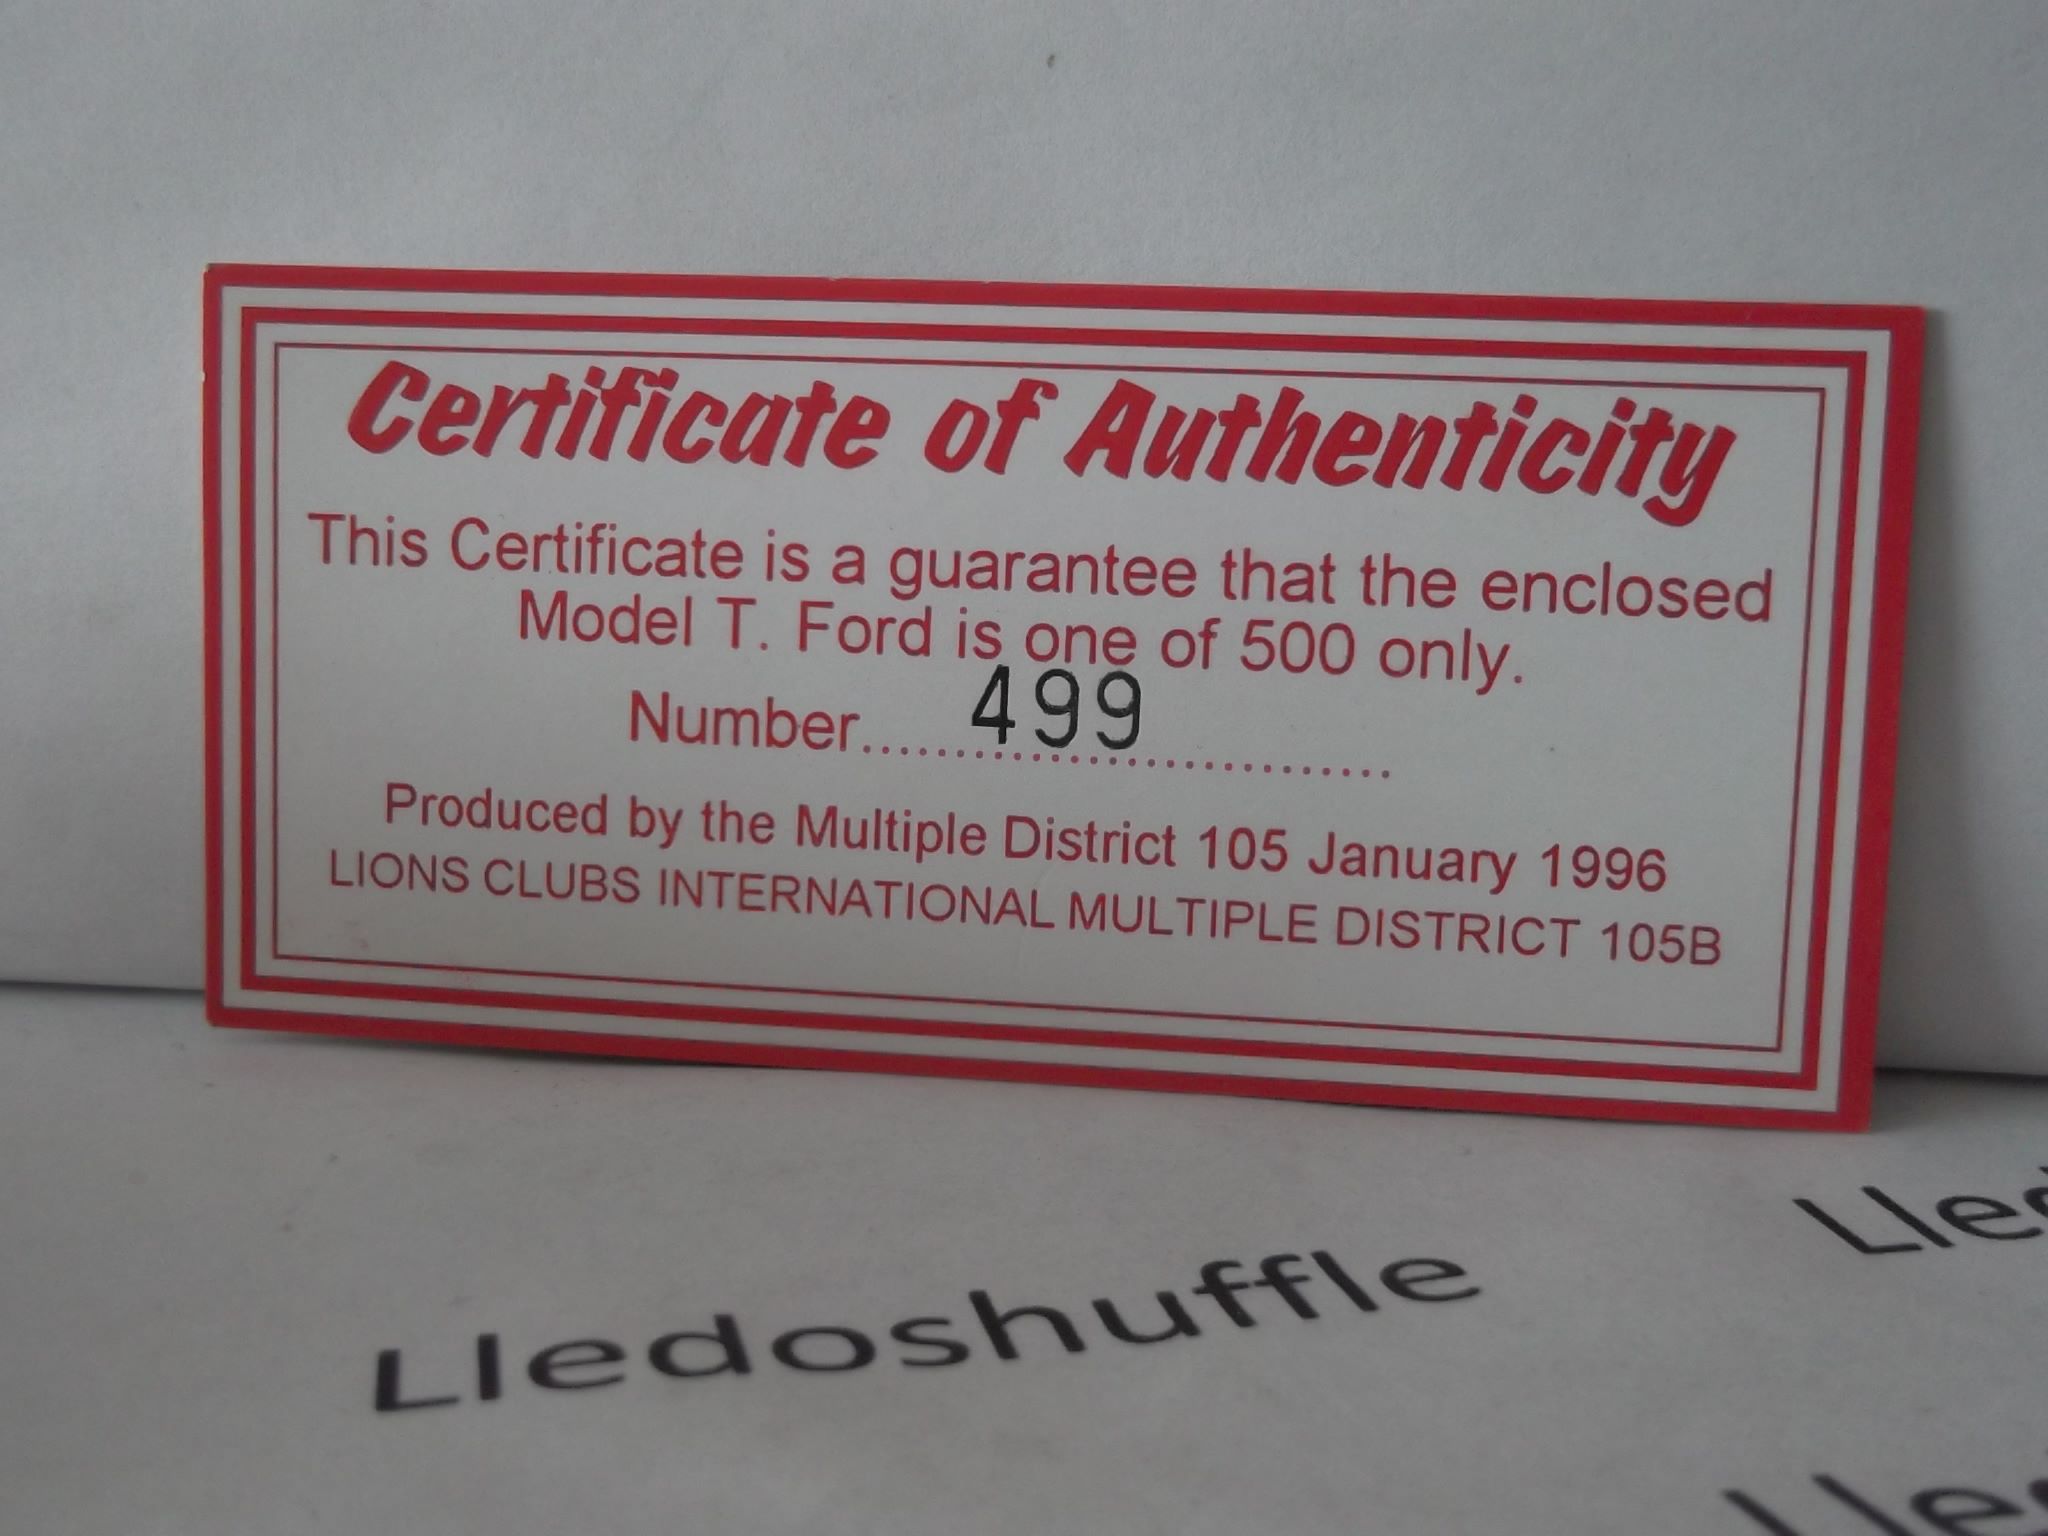 Certificate of Authenticity
This Certificate is a guarantee that the enclosed
Model T. Ford is one of 500 only.
Number.... 499 ....................
Produced by the Multiple District 105 January 1996
LIONS CLUBS INTERNATIONAL MULTIPLE DISTRICT 105B
Lledoshuffle